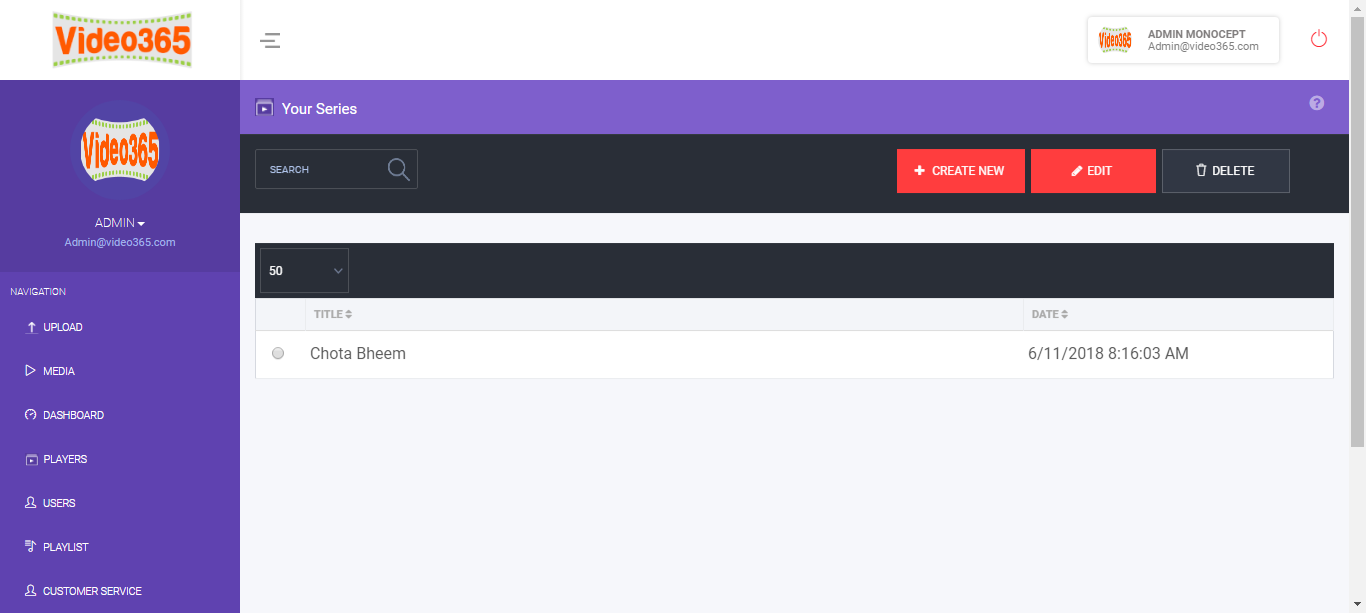 Video365
ADMIN MONOCEPT
Admin@video365.com
Video365
Your Series
?
Video365
ADMIN
Admin@video365.com
SEARCH
CREATE NEW
EDIT
DELETE
NAVIGATION
UPLOAD
MEDIA
DASHBOARD
PLAYERS
USERS
PLAYLIST
CUSTOMER SERVICE
50
TITLE
DATE
Chota Bheem
6/11/2018 8:16:03 AM